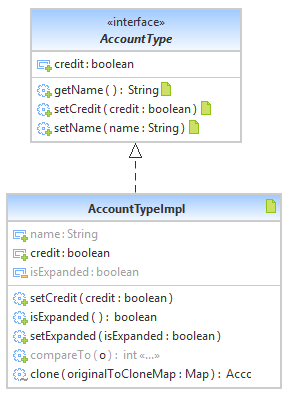 «interface»
AccountType
credit : boolean
getName ( ) : String
setCredit ( credit : boolean )
setName ( name : String )
AccountTypeImpl
name : String
credit : boolean
isExpanded : boolean
setCredit ( credit : boolean )
isExpanded ( ) : boolean
setExpanded ( isExpanded : boolean )
compareTo ( o ) : int «...»
clone ( originalToCloneMap : Map ) : Accc